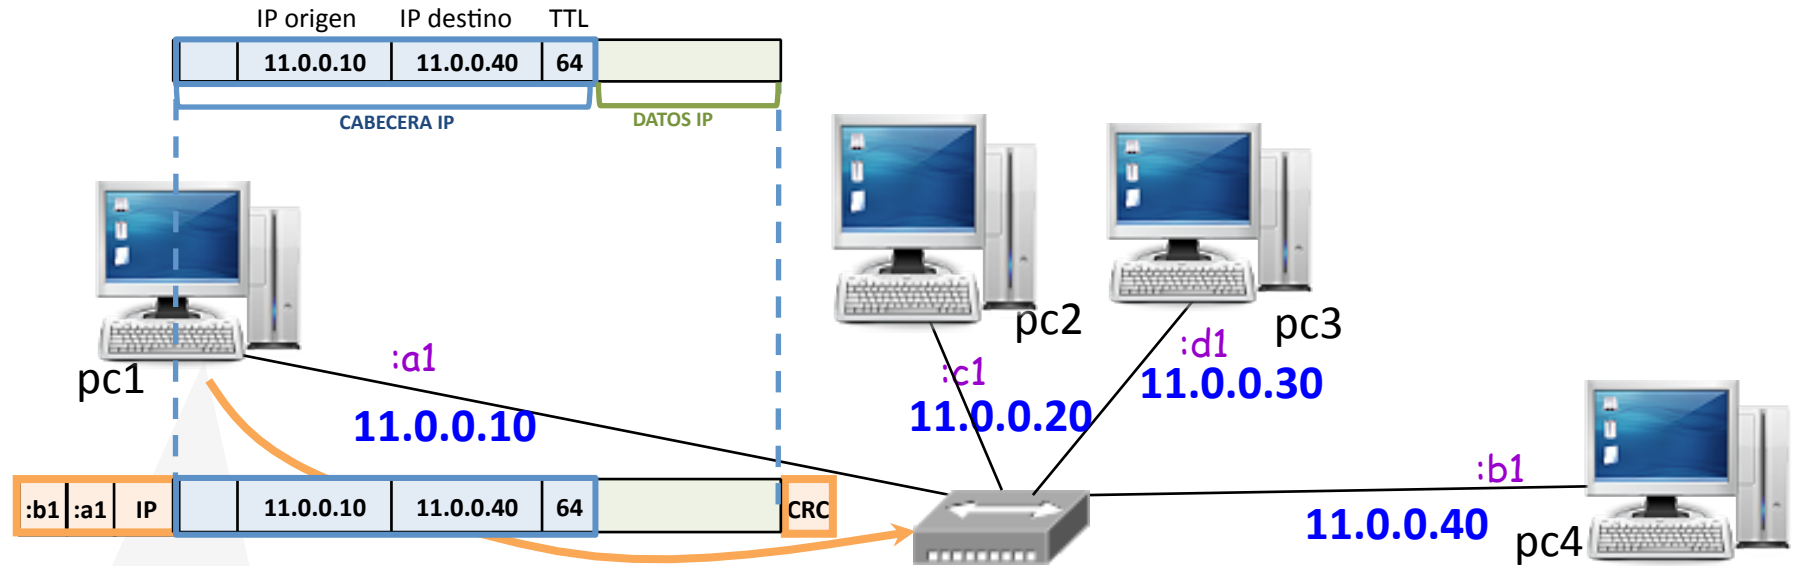 IP origen IP destino TTL
11.0.0.10 11.0.0.40 64
CABECERA IP DATOS IP
pc1
:a1
11.0.0.10
pc2
:c1
11.0.0.20
pc3
:d1
11.0.0.30
:b1
11.0.0.40
pc4
:b1 :a1 IP 11.0.0.10 11.0.0.40 64 CRC